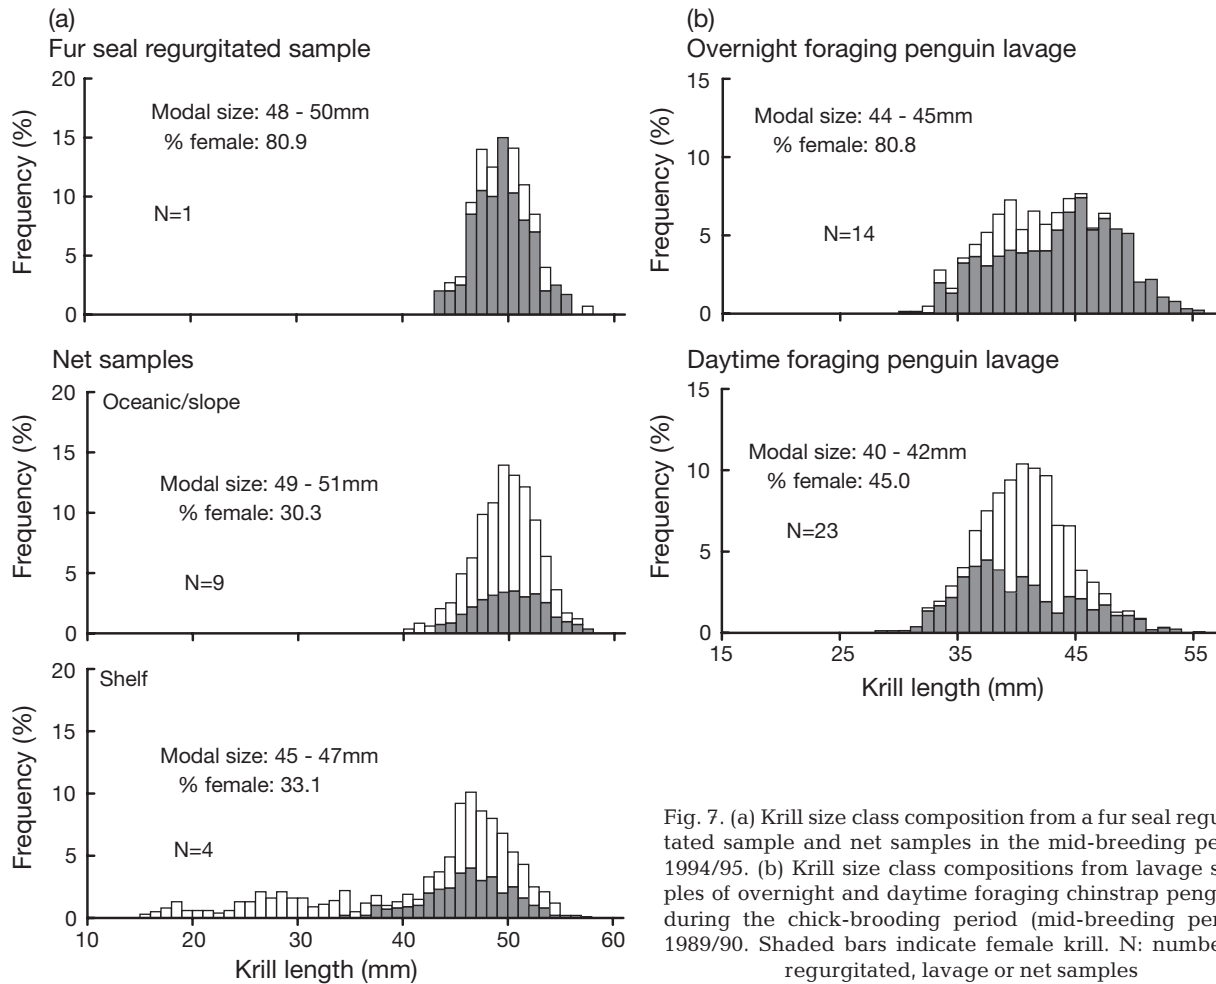 (a)
Fur seal regurgitated sample
20
15
10
5
0
Frequency (%)
Modal size: 48 - 50mm
% female: 80.9
N=1
Net samples
Oceanic/slope
20
15
10
5
0
Frequency (%)
Modal size: 49 - 51mm
% female: 30.3
N=9
Shelf
20
15
10
5
0
Frequency (%)
Modal size: 45 - 47mm
% female: 33.1
N=4
10 20 30 40 50 60
Krill length (mm)
(b)
Overnight foraging penguin lavage
15
10
5
0
Frequency (%)
Modal size: 44 - 45mm
% female: 80.8
N=14
Daytime foraging penguin lavage
15
10
5
0
Frequency (%)
Modal size: 40 - 42mm
% female: 45.0
N=23
15 25 35 45 55
Krill length (mm)
Fig. 7. (a) Krill size class composition from a fur seal regu
tated sample and net samples in the mid-breeding pe
1994/95. (b) Krill size class compositions from lavage s
ples of overnight and daytime foraging chinstrap peng
during the chick-brooding period (mid-breeding per
1989/90. Shaded bars indicate female krill. N: numbe
regurgitated, lavage or net samples